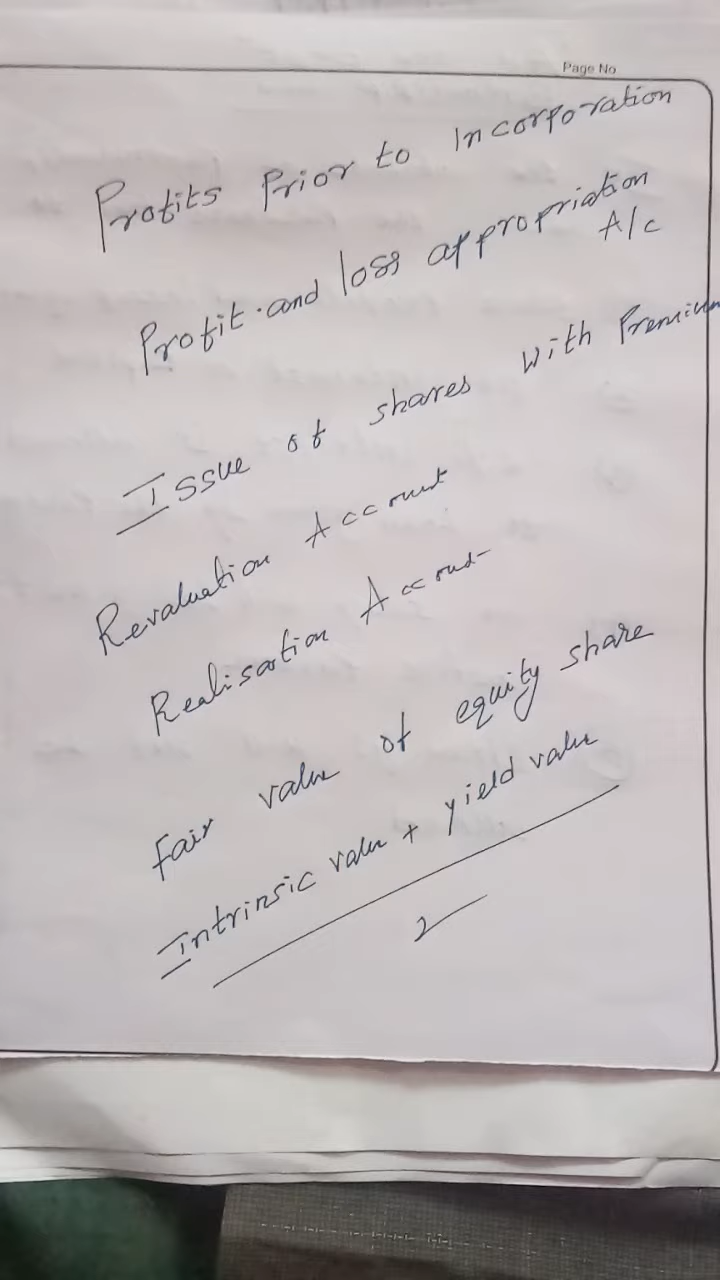 Page No
Profits Prior to Incorporation
Profit and loss appropriation
A/c
Issue of shares with Premium
Revaluation Account
Realisation Account
Fair value of equity share
Intrinsic value + yield value
2